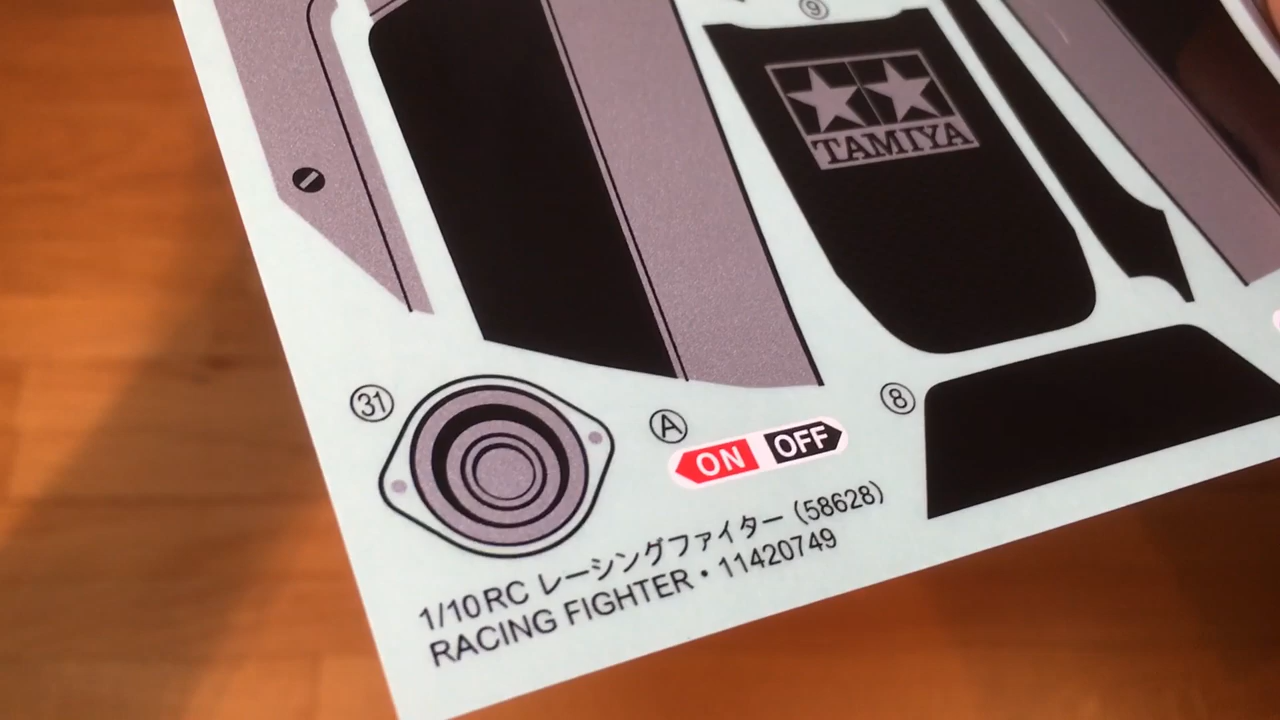 ⑨
TAMIYA
㉛
Ⓐ
ON OFF
⑧
1/10RC レーシングファイター (58628)
RACING FIGHTER・11420749